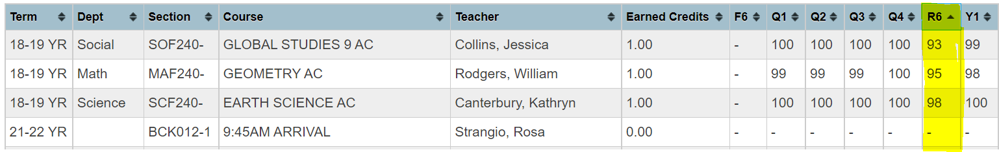 Term Dept Section Course Teacher Earned Credits F6 Q1 Q2 Q3 Q4 R6 Y1
18-19 YR Social SOF240- GLOBAL STUDIES 9 AC Collins, Jessica 1.00 - 100 100 100 100 93 99
18-19 YR Math MAF240- GEOMETRY AC Rodgers, William 1.00 - 99 99 99 100 95 98
18-19 YR Science SCF240- EARTH SCIENCE AC Canterbury, Kathryn 1.00 - 100 100 100 100 98 100
21-22 YR BCK012-1 9:45AM ARRIVAL Strangio, Rosa 0.00 - - - - - - -